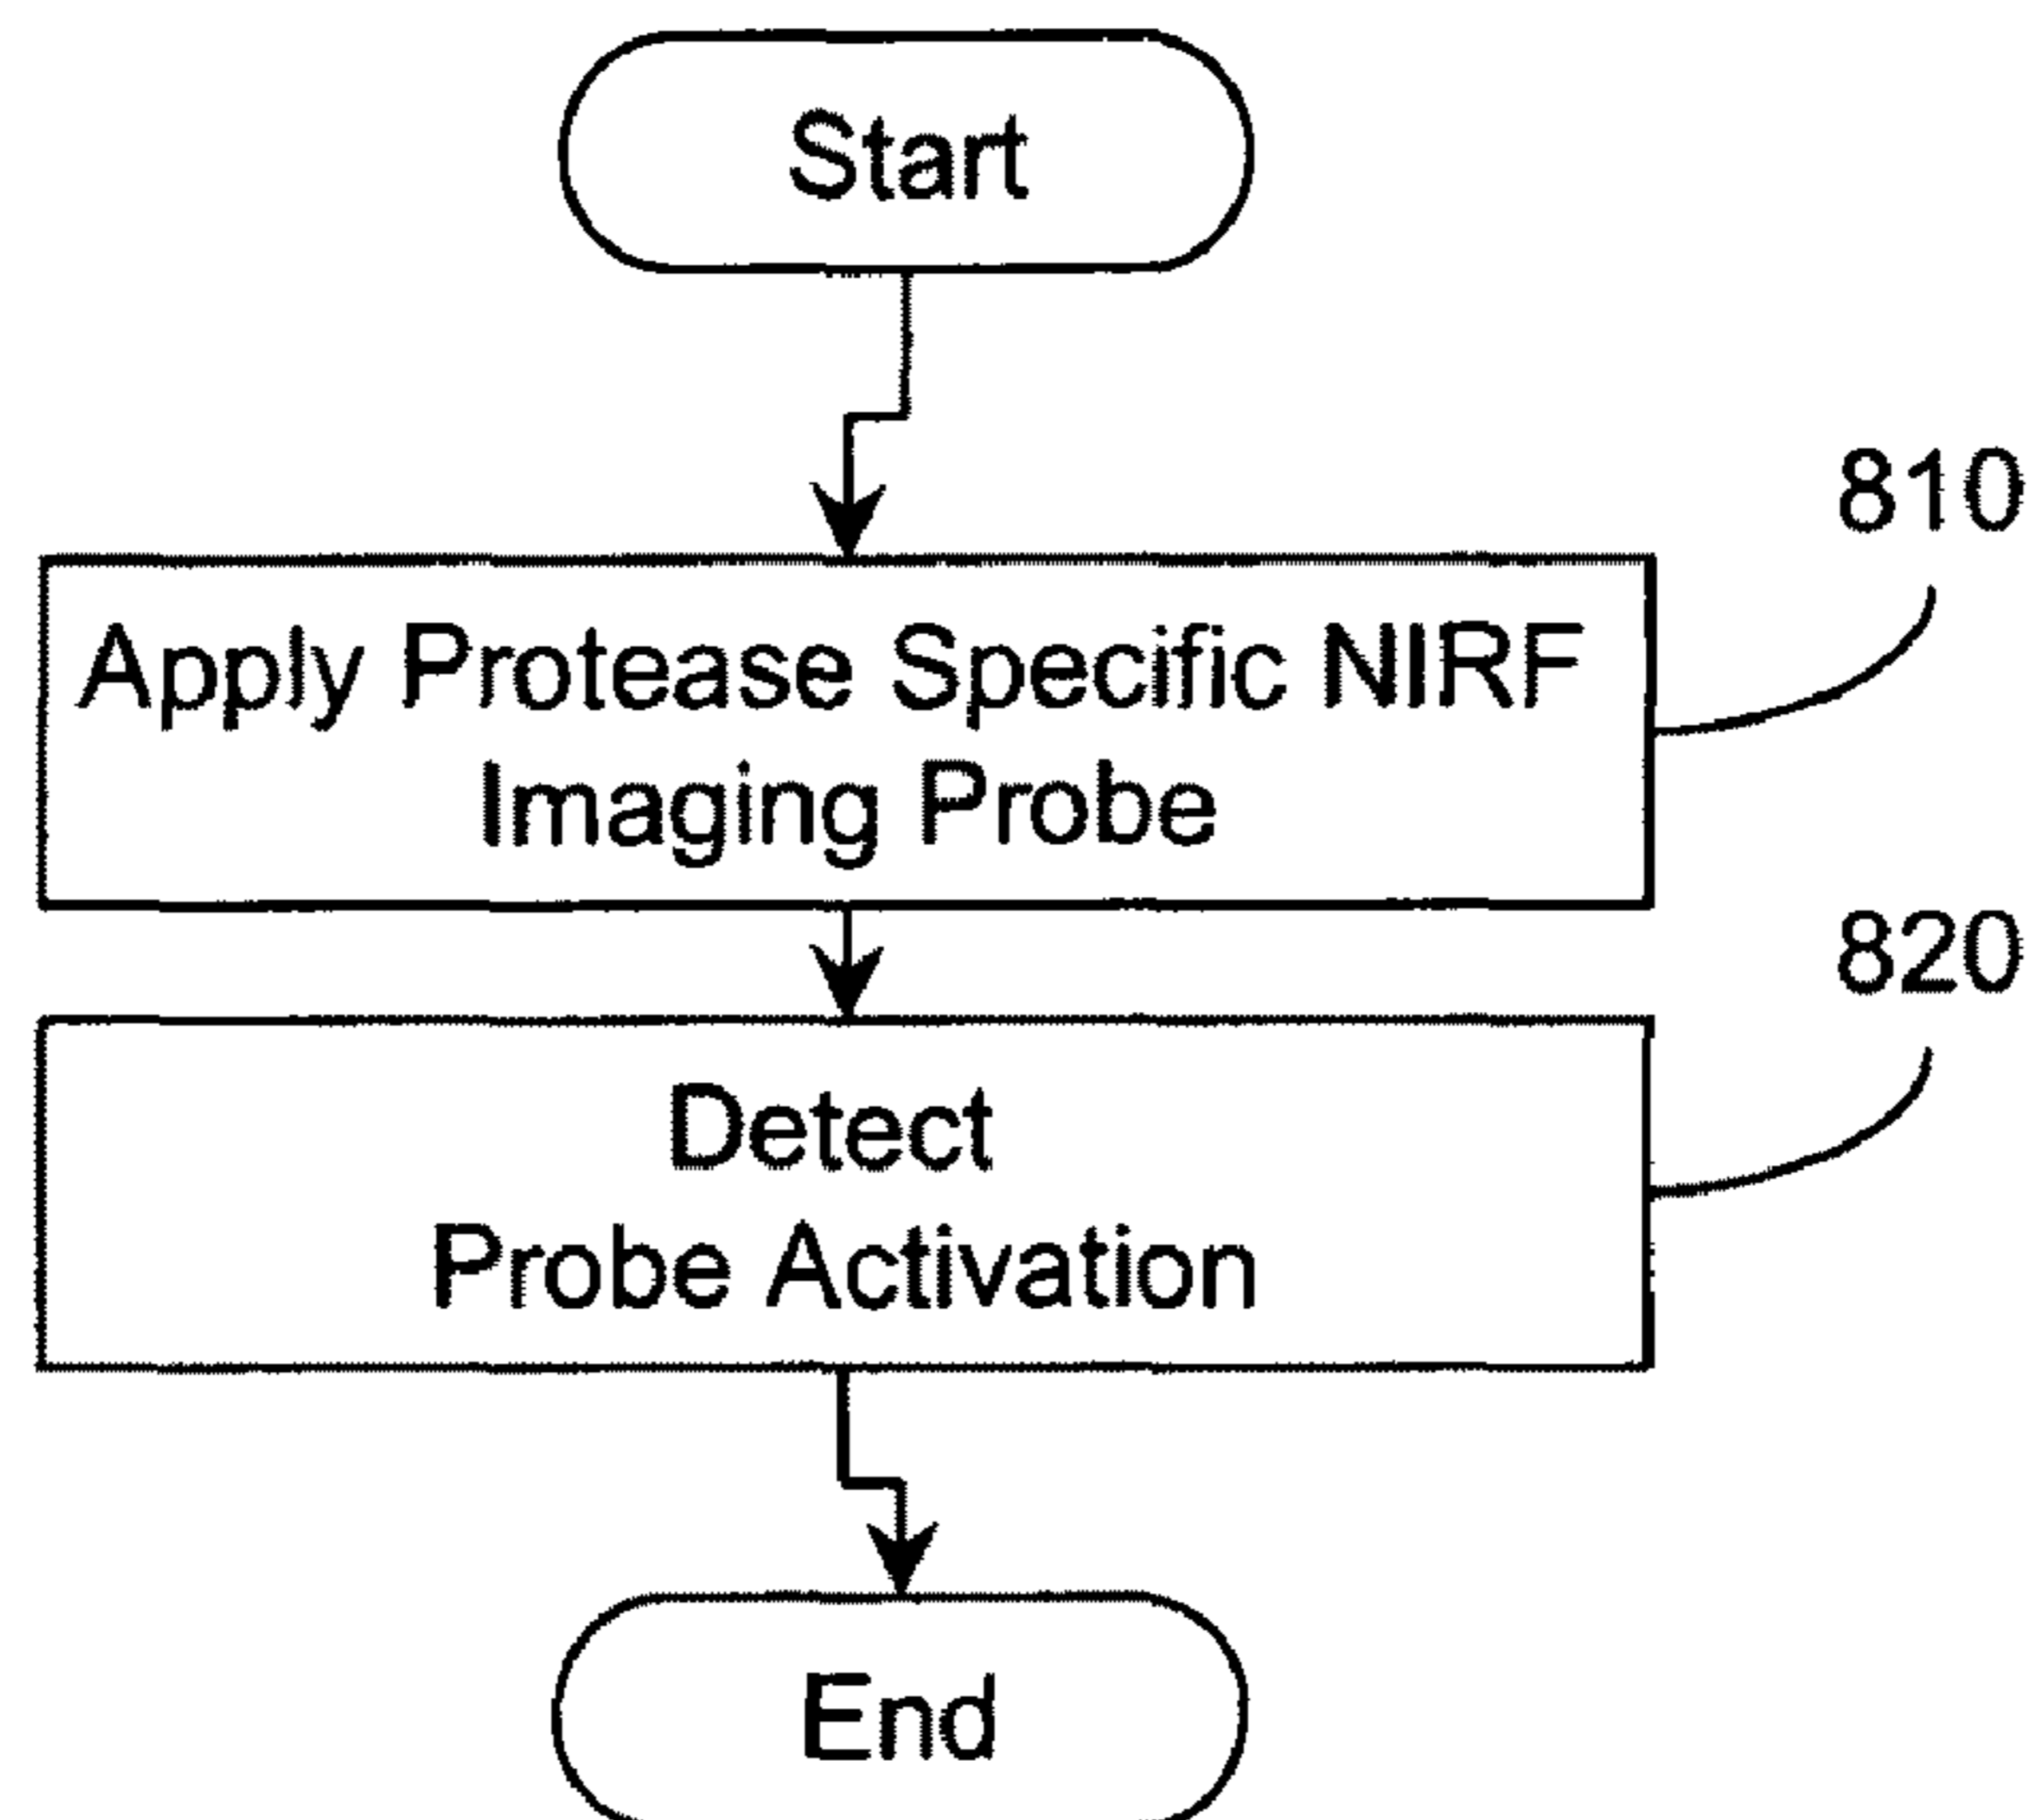 Start
810
Apply Protease Specific NIRF
Imaging Probe
820
Detect
Probe Activation
End